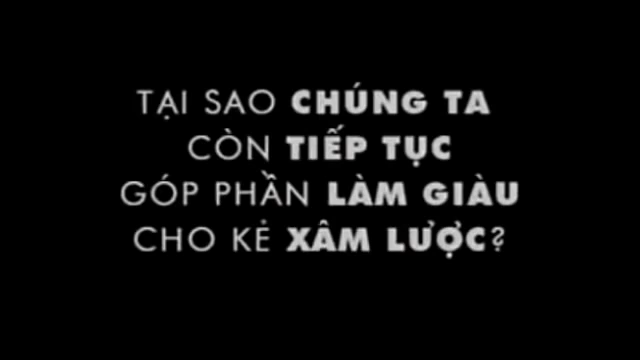 TẠI SAO CHÚNG TA
CÒN TIẾP TỤC
GÓP PHẦN LÀM GIÀU
CHO KẺ XÂM LƯỢC?